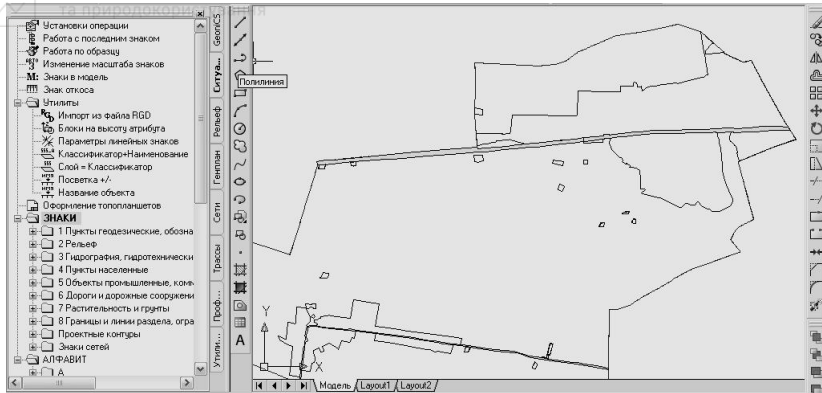 та природокористування
Установки операции
Работа с последним знаком
Работа по образцу
Изменение масштаба знаков
М: Знаки в модель
Знак откоса
Утилиты
Импорт из файла RGD
Блоки на высоту атрибута
Параметры линейных знаков
Классификатор+Наименование
Слой = Классификатор
Посветка +/-
Название объекта
Оформление топопланшетов
ЗНАКИ
1 Пункты геодезические, обозна
2 Рельеф
3 Гидрография, гидротехнически
4 Пункты населенные
5 Объекты промышленные, комм
6 Дороги и дорожные сооружени
7 Растительность и грунты
8 Границы и линии раздела, огра
Проектные контуры
Знаки сетей
АЛФАВИТ
А
GeoniCS
Ситуа...
Рельеф
Генплан
Сети
Трассы
Проф...
Утили...
Полилиния
A
Y
X
Модель
Layout1
Layout2